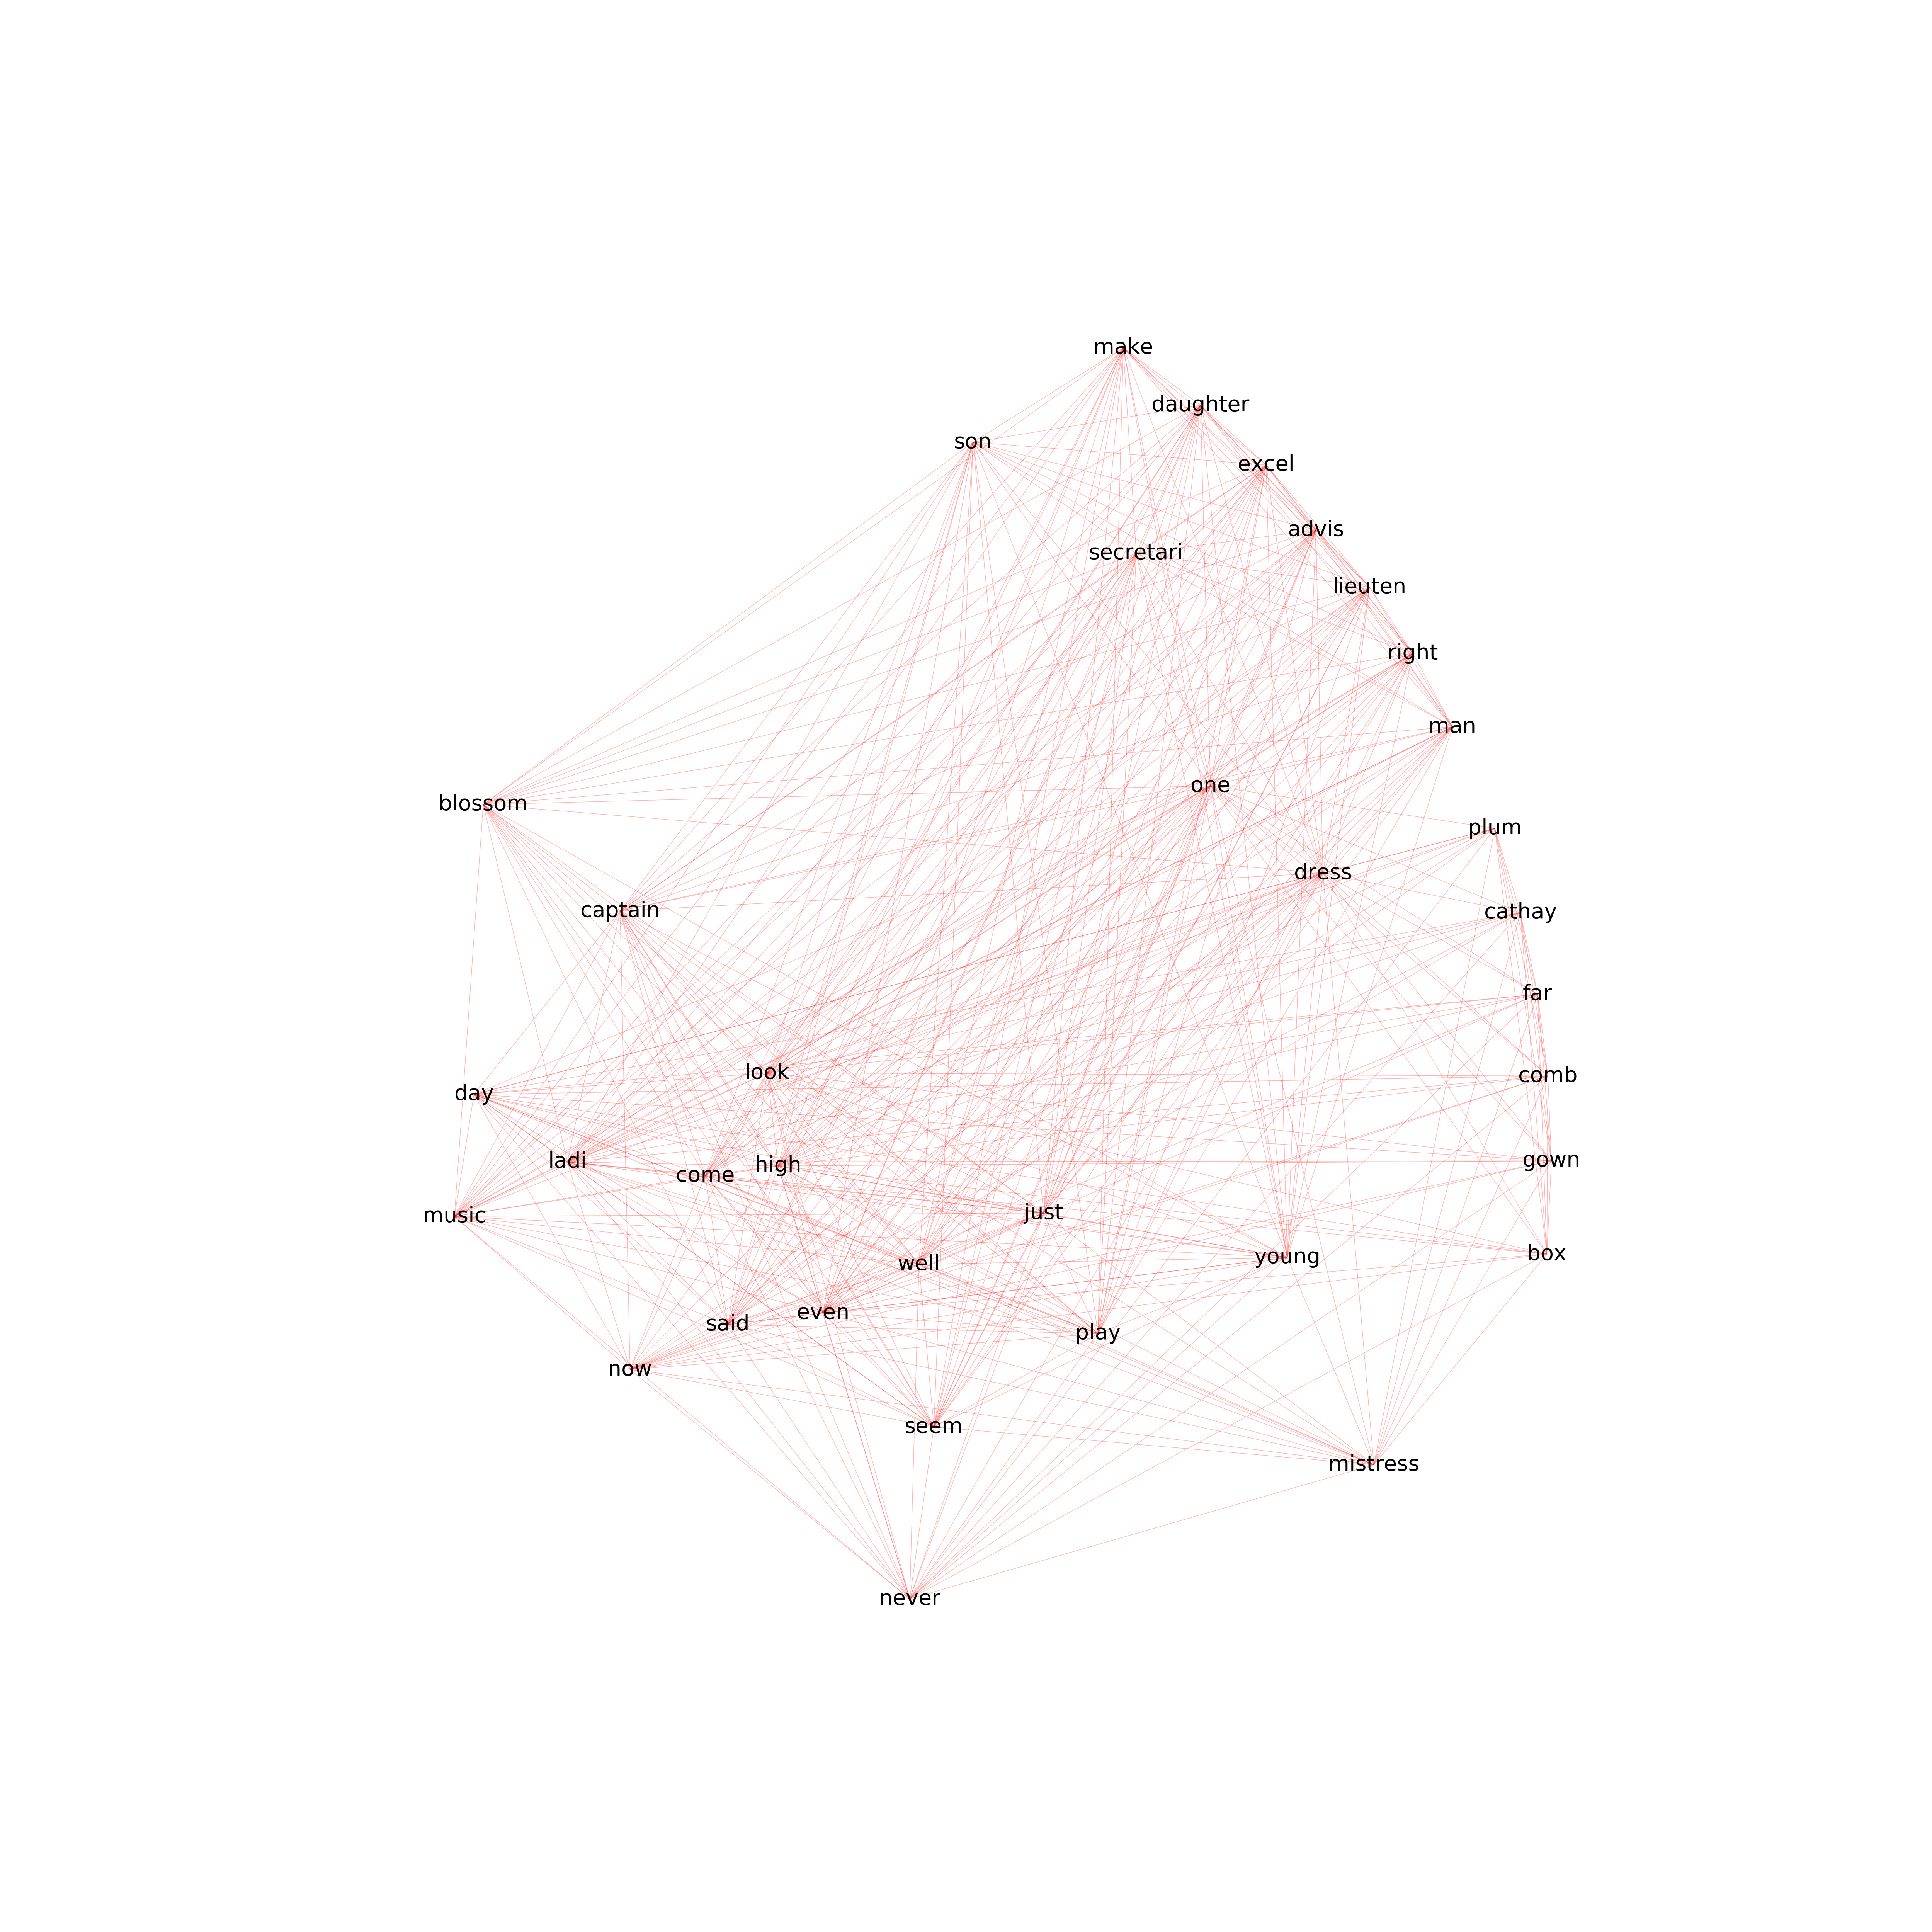 make
daughter
son
excel
advis
secretari
lieuten
right
man
one
blossom
plum
dress
captain
cathay
far
look
comb
day
ladi
come
high
gown
music
just
well
young
box
said
even
play
now
seem
mistress
never